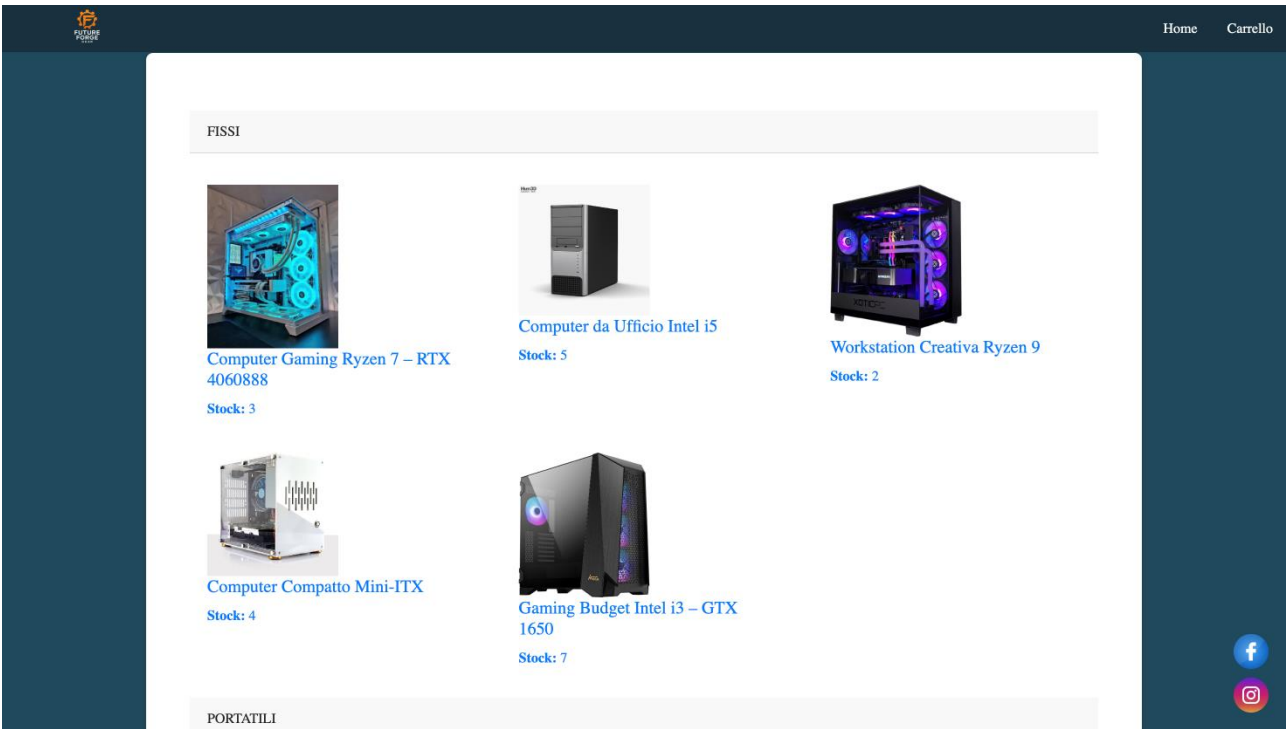 FUTURE
FORGE
Home
Carrello
FISSI
Computer Gaming Ryzen 7 – RTX
4060888
Stock: 3
Computer da Ufficio Intel i5
Stock: 5
XOTICPC
Workstation Creativa Ryzen 9
Stock: 2
Computer Compatto Mini-ITX
Stock: 4
Gaming Budget Intel i3 – GTX
1650
Stock: 7
PORTATILI